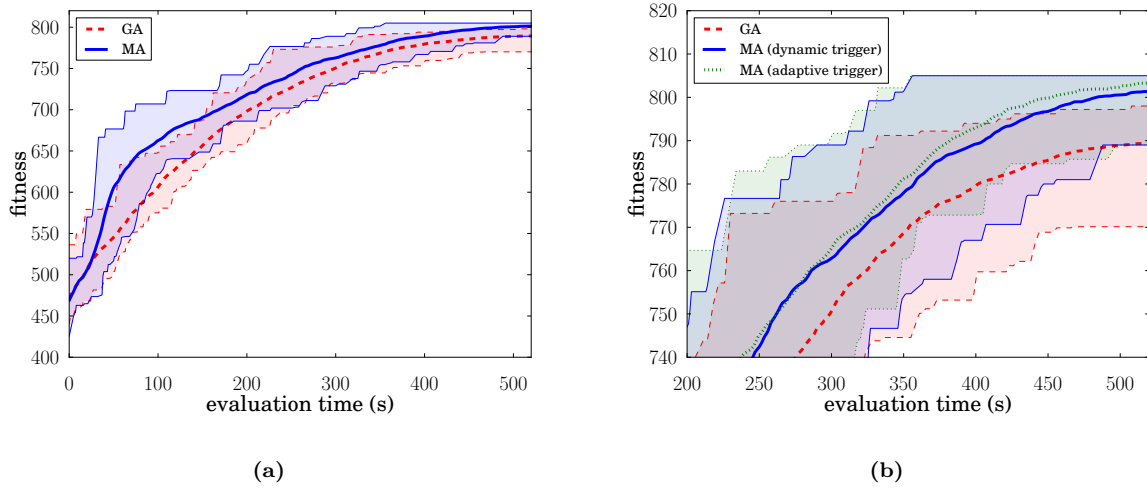 800
750
700
650
600
550
500
450
400
fitness
GA
MA
0 100 200 300 400 500
evaluation time (s)
(a)
820
810
800
790
780
770
760
750
740
fitness
GA
MA (dynamic trigger)
MA (adaptive trigger)
200 250 300 350 400 450 500
evaluation time (s)
(b)